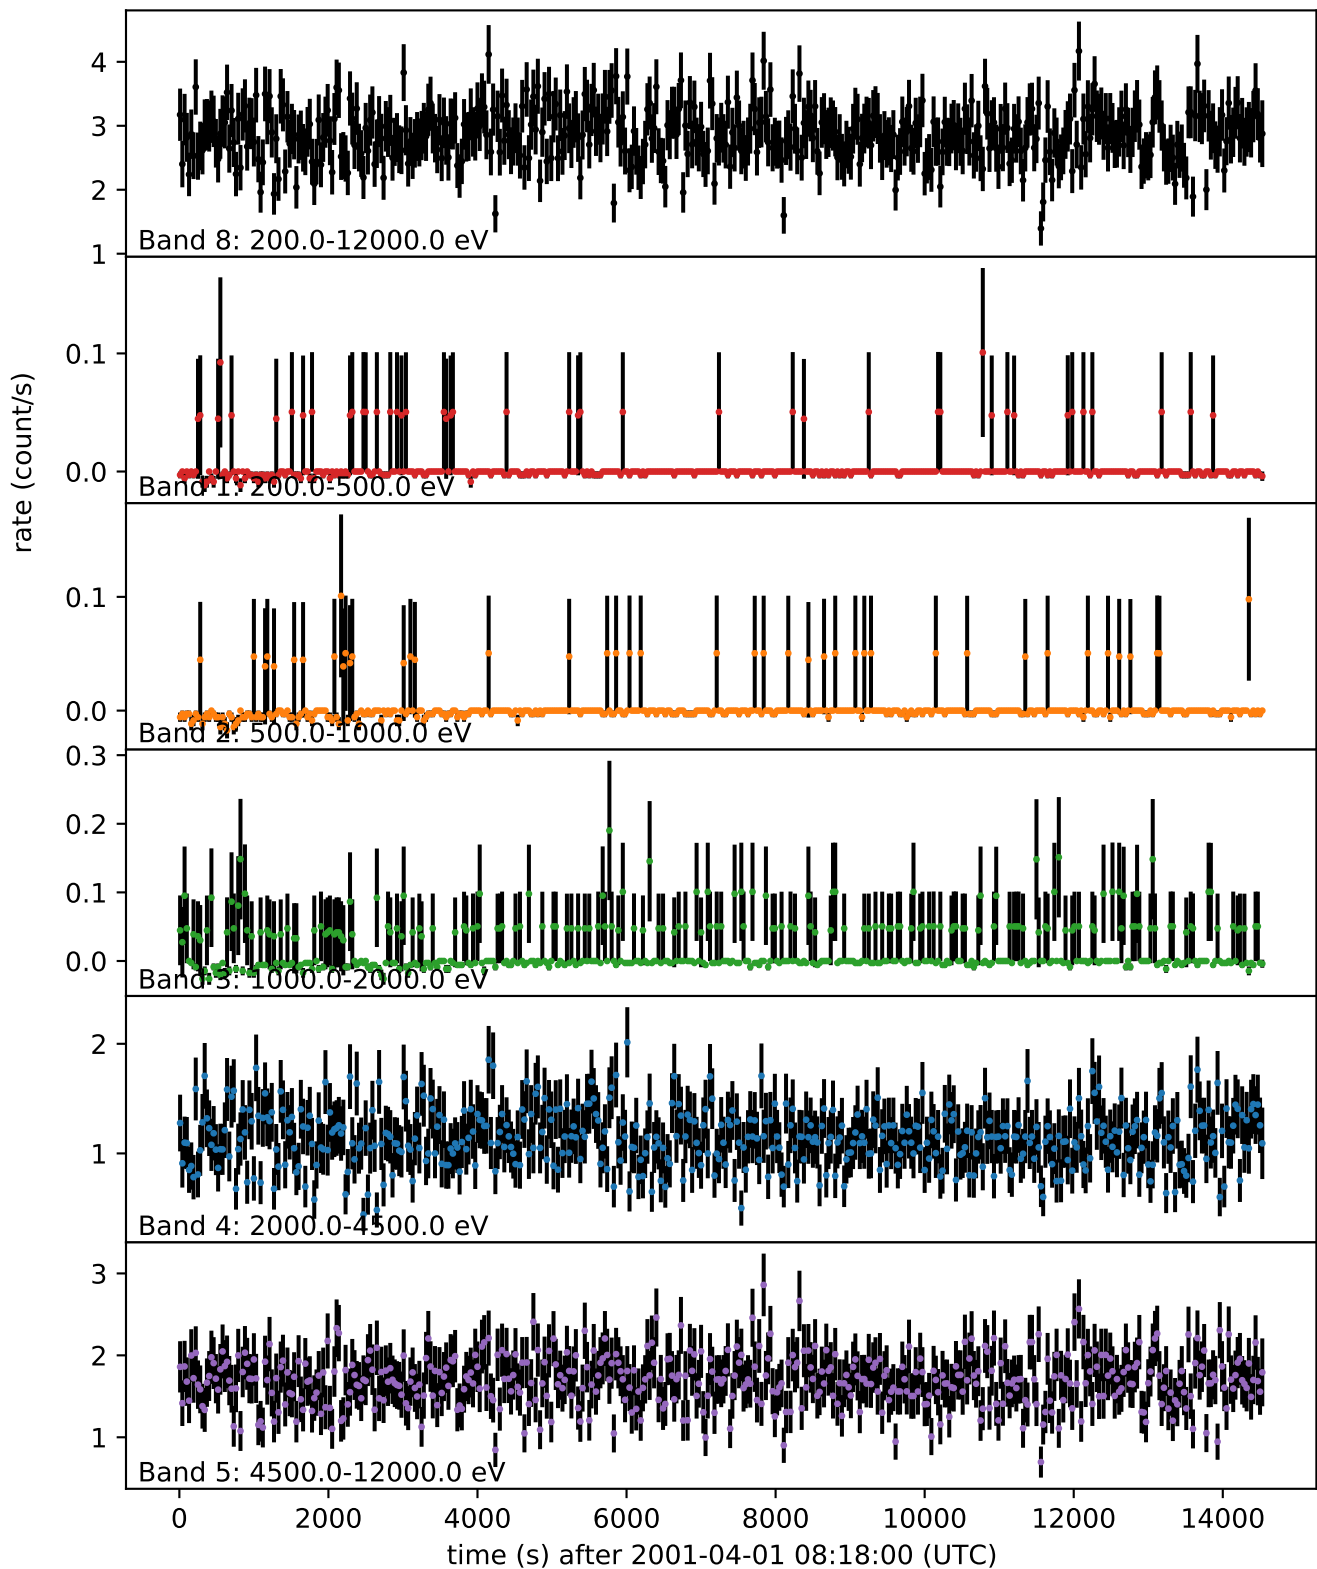 4
3
2
1
Band 8: 200.0-12000.0 eV
0.1
0.0
Band 1: 200.0-500.0 eV
rate (count/s)
0.1
0.0
Band 2: 500.0-1000.0 eV
0.3
0.2
0.1
0.0
Band 3: 1000.0-2000.0 eV
2
1
Band 4: 2000.0-4500.0 eV
3
2
1
Band 5: 4500.0-12000.0 eV
0 2000 4000 6000 8000 10000 12000 14000
time (s) after 2001-04-01 08:18:00 (UTC)